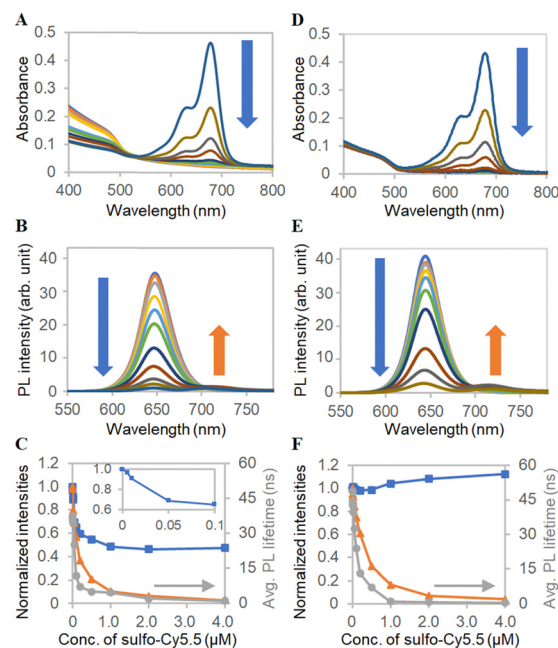 A
0.5
0.4
0.3
0.2
0.1
0
Absorbance
400 500 600 700 800
Wavelength (nm)
D
0.5
0.4
0.3
0.2
0.1
0
Absorbance
400 500 600 700 800
Wavelength (nm)
B
40
30
20
10
0
PL intensity (arb. unit)
550 600 650 700 750
Wavelength (nm)
E
40
30
20
10
0
PL intensity (arb. unit)
550 600 650 700 750
Wavelength (nm)
C
1.2
1.0
0.8
0.6
0.4
0.2
0
Normalized intensities
1.0
0.8
0.6
0 0.05 0.1
60
45
30
15
0
Avg. PL lifetime (ns)
0.0 1.0 2.0 3.0 4.0
Conc. of sulfo-Cy5.5 (μM)
F
1.2
1.0
0.8
0.6
0.4
0.2
0
Normalized intensities
60
45
30
15
0
Avg. PL lifetime (ns)
0.0 1.0 2.0 3.0 4.0
Conc. of sulfo-Cy5.5 (μM)